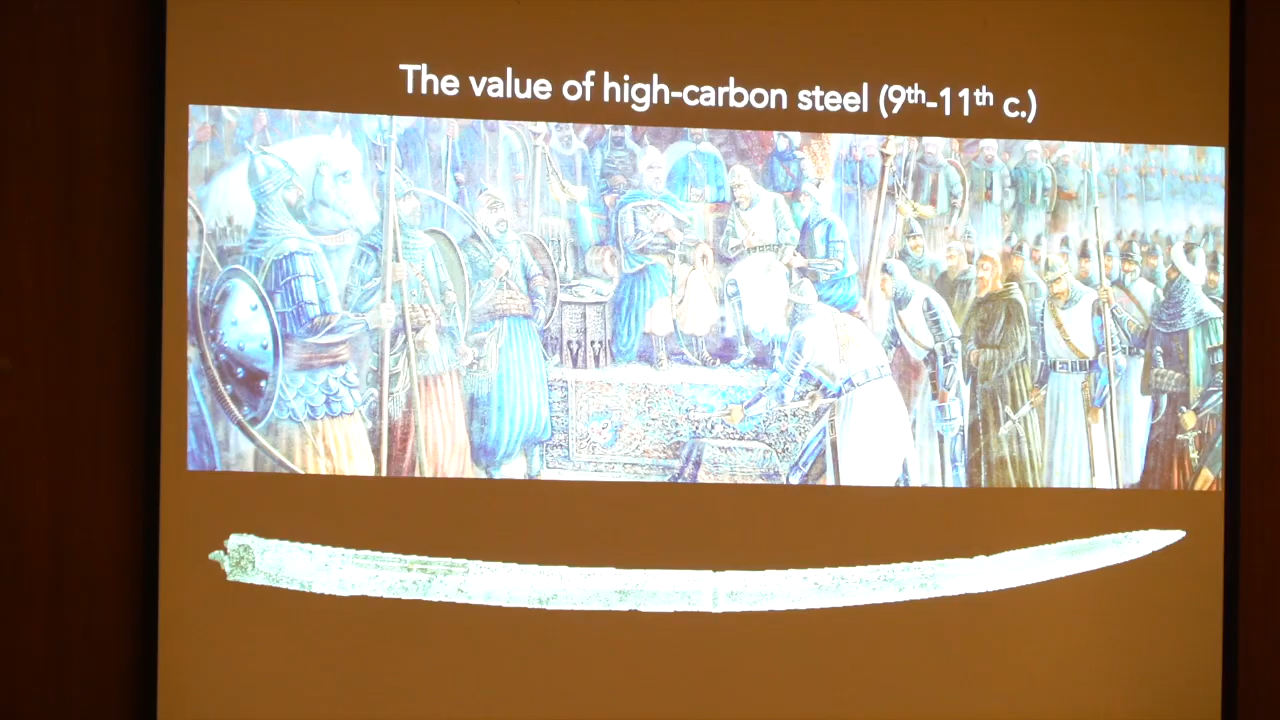 The value of high-carbon steel (9th-11th c.)